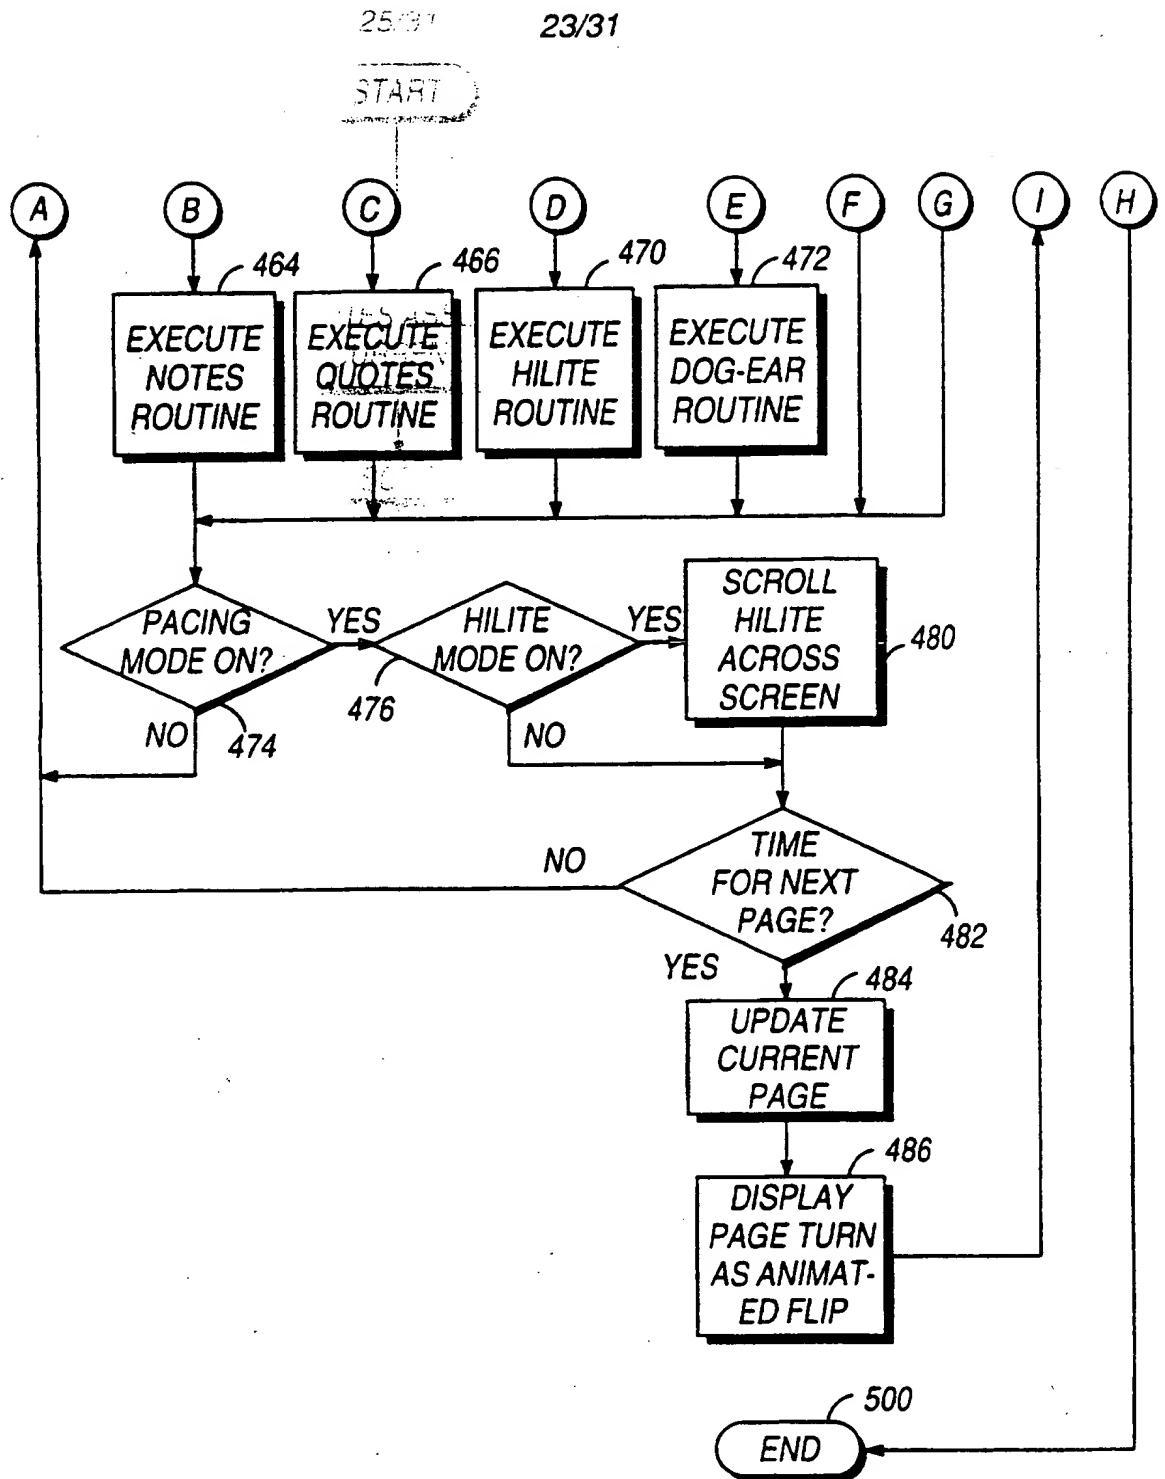 23/31
START
A B C D E F G I H
464
466
470
472
EXECUTE
NOTES
ROUTINE
EXECUTE
QUOTES
ROUTINE
EXECUTE
HILITE
ROUTINE
EXECUTE
DOG-EAR
ROUTINE
PACING
MODE ON?
474
YES
NO
HILITE
MODE ON?
476
YES
NO
SCROLL
HILITE
ACROSS
SCREEN
480
TIME
FOR NEXT
PAGE?
482
NO
YES
484
UPDATE
CURRENT
PAGE
486
DISPLAY
PAGE TURN
AS ANIMAT-
ED FLIP
500
END